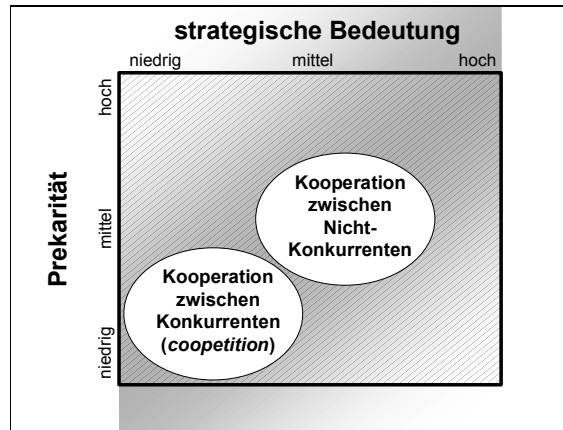 strategische Bedeutung
niedrig mittel hoch
Prekarität
hoch
mittel
niedrig
Kooperation
zwischen
Nicht-
Konkurrenten
Kooperation
zwischen
Konkurrenten
(coopetition)